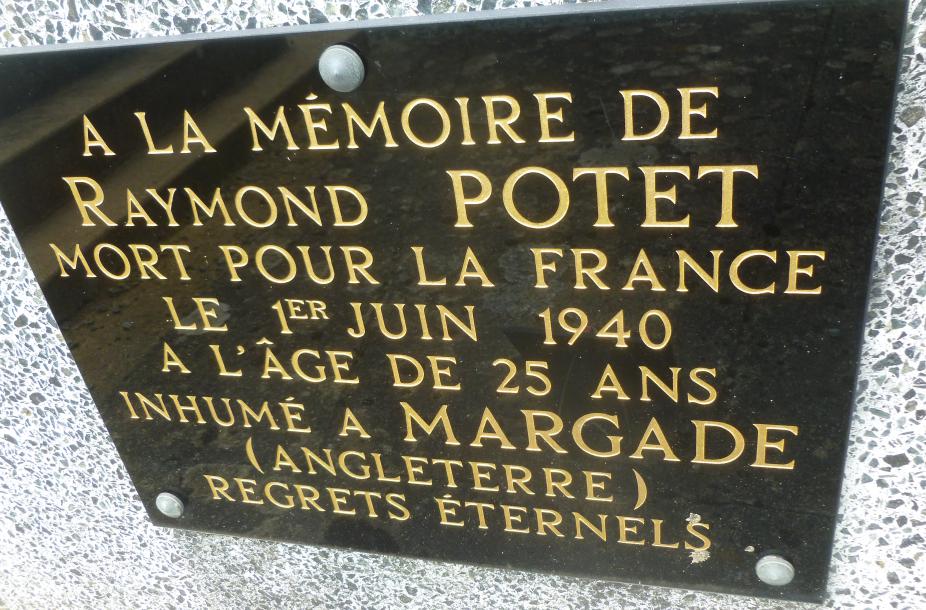 A LA MÉMOIRE DE
RAYMOND POTET
MORT POUR LA FRANCE
LE 1ER JUIN 1940
A L'ÂGE DE 25 ANS
INHUMÉ A MARGADE
(ANGLETERRE)
REGRETS ÉTERNELS